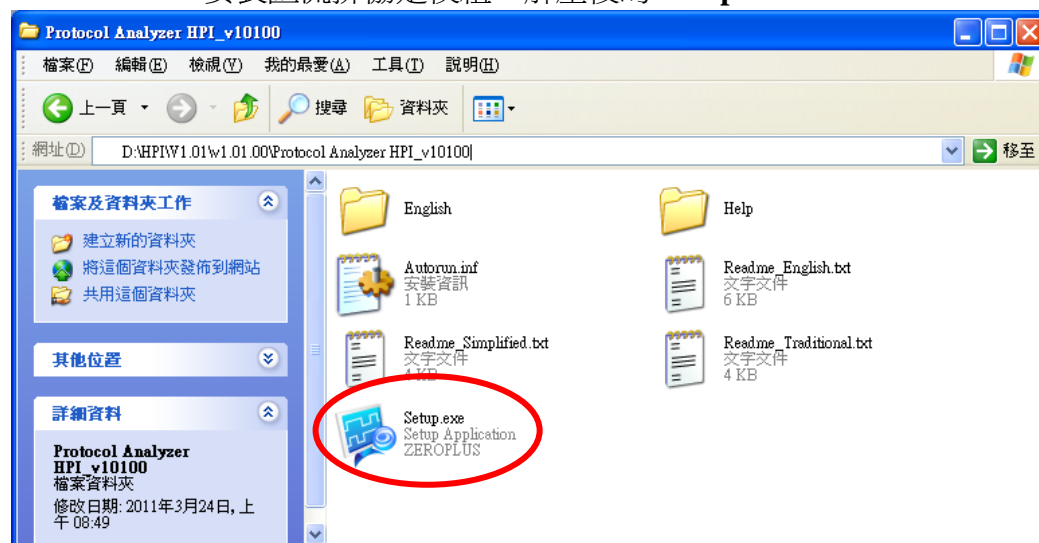 Protocol Analyzer HPI_v10100
檔案(F) 編輯(E) 檢視(V) 我的最愛(A) 工具(T) 說明(H)
上一頁 搜尋 資料夾
網址(D) D:\HPI\V1.01\v1.01.00\Protocol Analyzer HPI_v10100 移至
檔案及資料夾工作
建立新的資料夾
將這個資料夾發佈到網站
共用這個資料夾
其他位置
詳細資料
Protocol Analyzer
HPI_v10100
檔案資料夾
修改日期: 2011年3月24日, 上
午 08:49
English
Help
Autorun.inf
安裝資訊
1 KB
Readme_English.txt
文字文件
6 KB
Readme_Simplified.txt
文字文件
4 KB
Readme_Traditional.txt
文字文件
4 KB
Setup.exe
Setup Application
ZEROPLUS